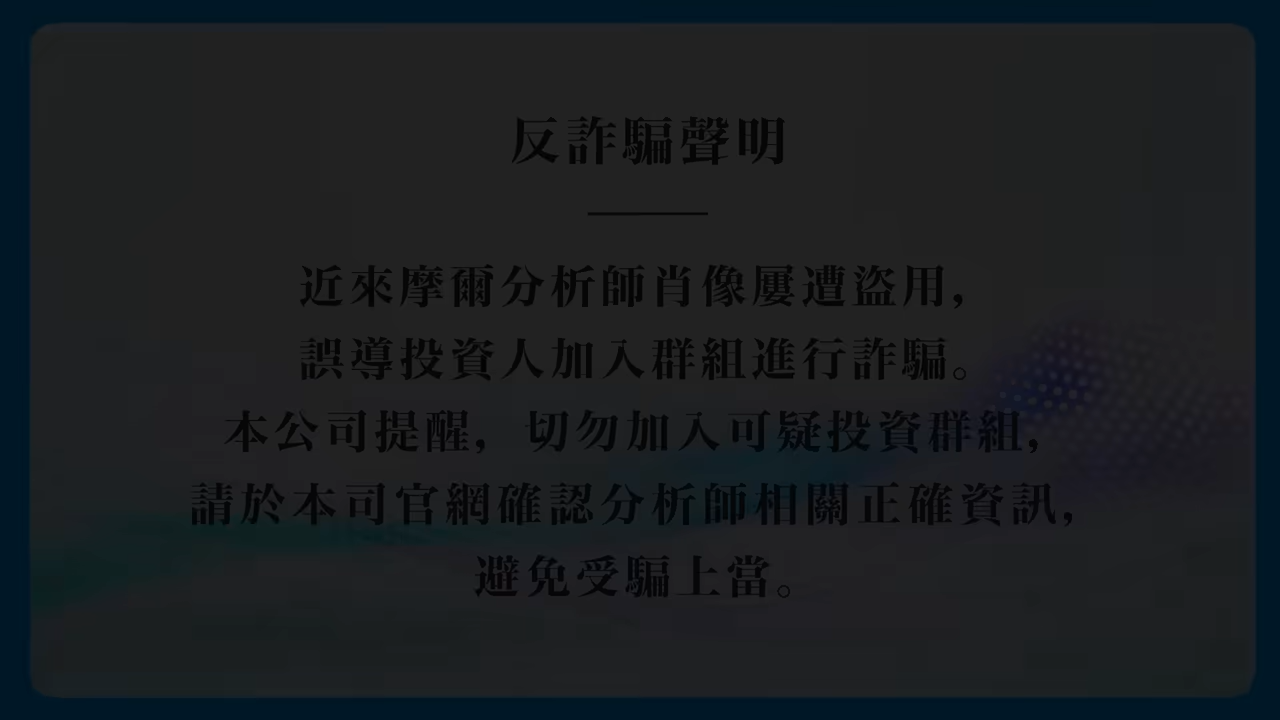 反詐騙聲明
近來摩爾分析師肖像屢遭盜用，
誤導投資人加入群組進行詐騙。
本公司提醒，切勿加入可疑投資群組，
請於本司官網確認分析師相關正確資訊，
避免受騙上當。